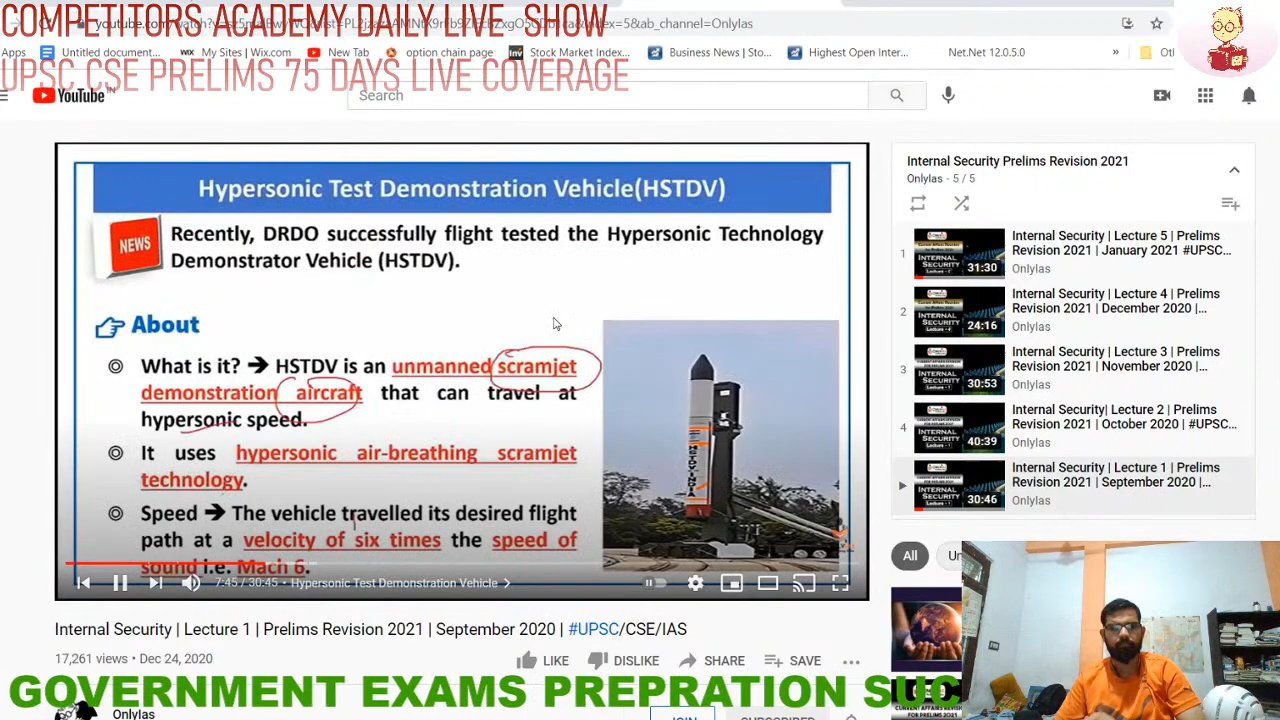 COMPETITORS ACADEMY DAILY LIVE SHOW
UPSC CSE PRELIMS 75 DAYS LIVE COVERAGE
Apps Untitled document... My Sites | Wix.com New Tab option chain page Stock Market Index... Business News | Sto... Highest Open Inter... Net.Net 12.0.5.0 »
YouTube IN
Search
Hypersonic Test Demonstration Vehicle(HSTDV)
NEWS
Recently, DRDO successfully flight tested the Hypersonic Technology
Demonstrator Vehicle (HSTDV).
About
What is it? ➔ HSTDV is an unmanned scramjet
demonstration aircraft that can travel at
hypersonic speed.
It uses hypersonic air-breathing scramjet
technology.
Speed ➔ The vehicle travelled its desired flight
path at a velocity of six times the speed of
sound i.e. Mach 6.
7:45 / 30:45 • Hypersonic Test Demonstration Vehicle
Internal Security | Lecture 1 | Prelims Revision 2021 | September 2020 | #UPSC/CSE/IAS
17,261 views • Dec 24, 2020
LIKE DISLIKE SHARE SAVE
Internal Security Prelims Revision 2021
Onlylas - 5 / 5
1
31:30
Internal Security | Lecture 5 | Prelims
Revision 2021 | January 2021 #UPSC...
Onlylas
2
24:16
Internal Security | Lecture 4 | Prelims
Revision 2021 | December 2020 |...
Onlylas
3
30:53
Internal Security | Lecture 3 | Prelims
Revision 2021 | November 2020 |...
Onlylas
4
40:39
Internal Security| Lecture 2 | Prelims
Revision 2021 | October 2020 | #UPSC...
Onlylas
30:46
Internal Security | Lecture 1 | Prelims
Revision 2021 | September 2020 |...
Onlylas
All
GOVERNMENT EXAMS PREPRATION SUC
Onlylas
JOIN SUBSCRIBED